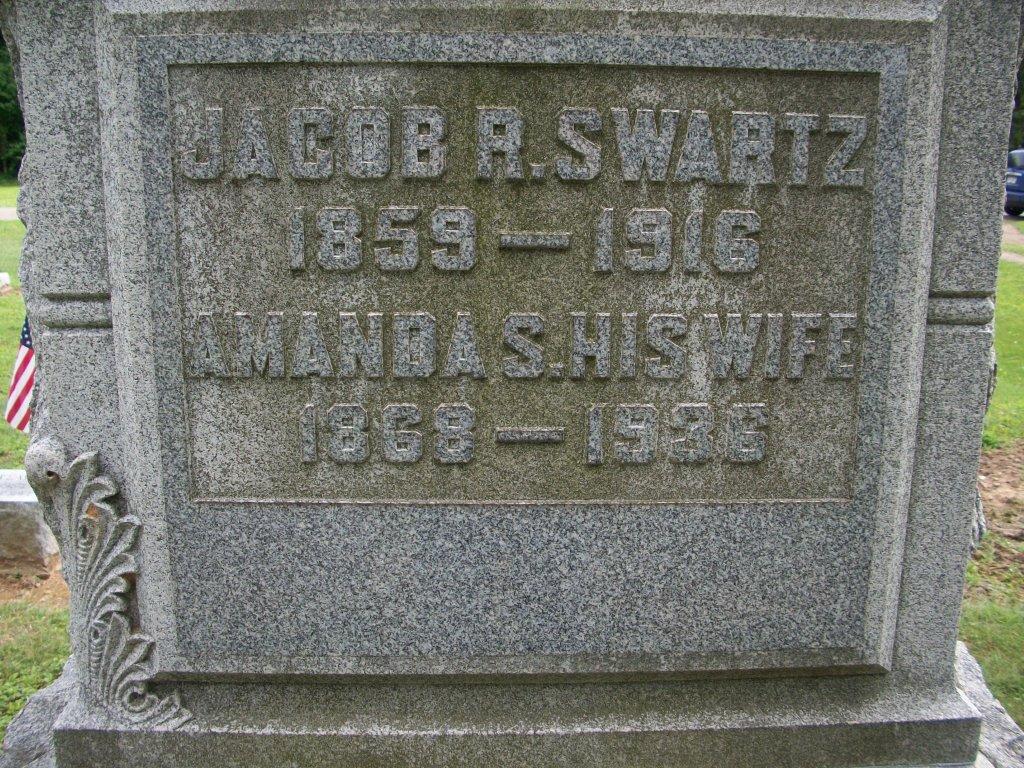 JACOB R. SWARTZ
1859 — 1916
AMANDA S. HIS WIFE
1868 — 1936